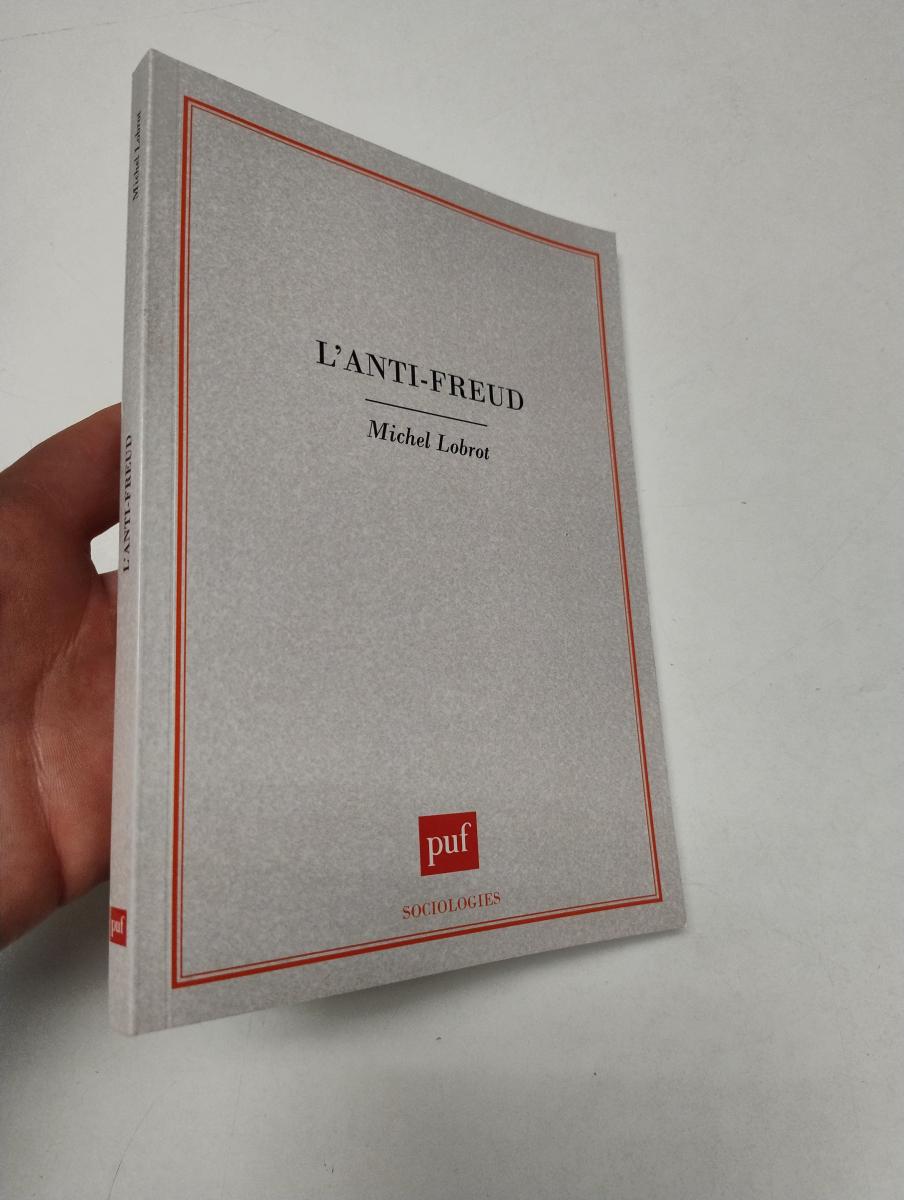 Michel Lobrot
L'ANTI-FREUD
puf
L'ANTI-FREUD
Michel Lobrot
puf
SOCIOLOGIES